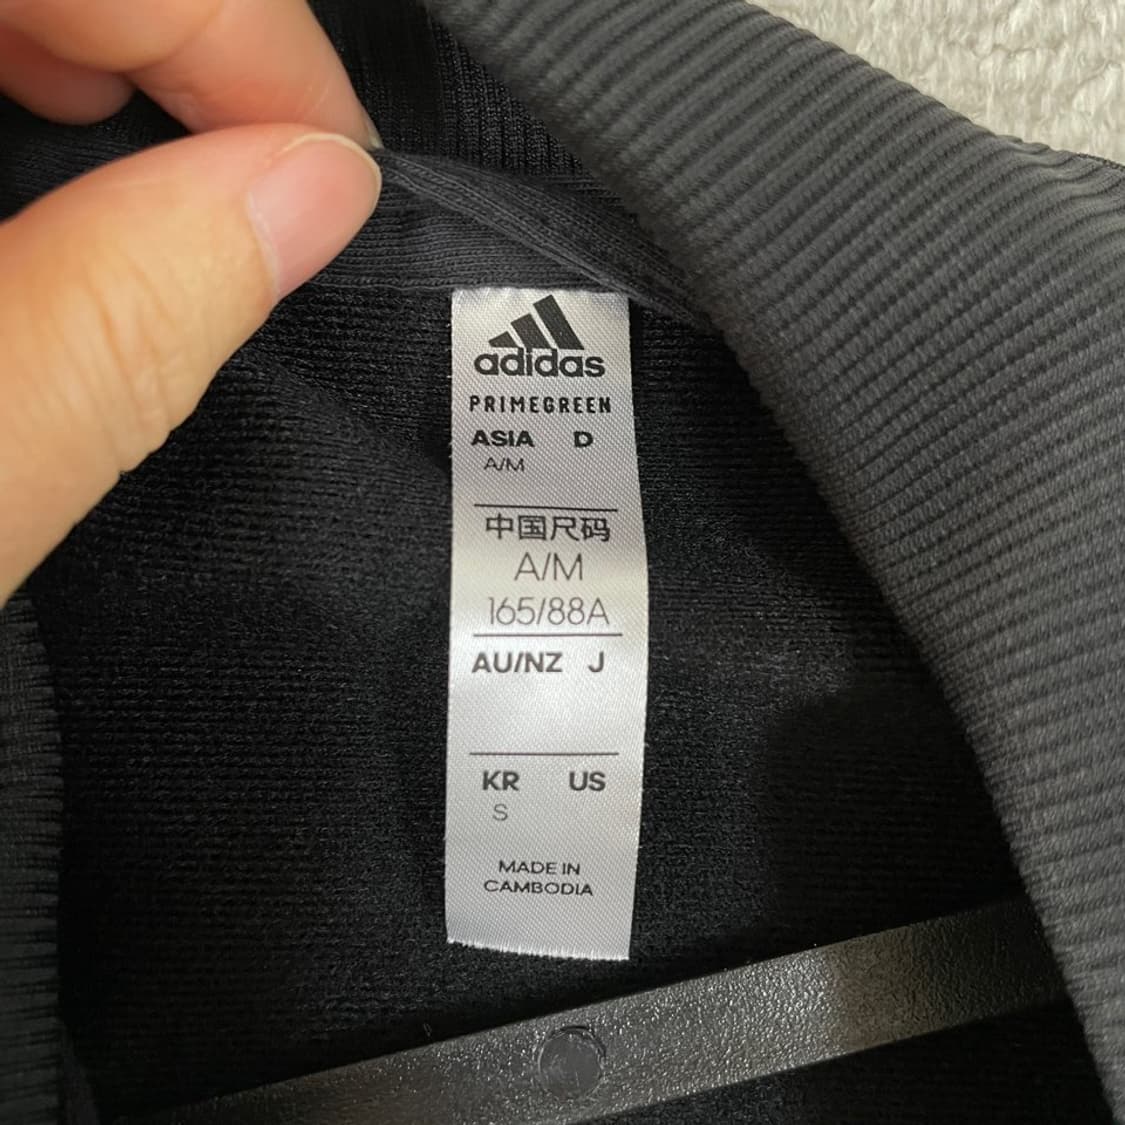 adidas
PRIMEGREEN
ASIA D
A/M
中国尺码
A/M
165/88A
AU/NZ J
KR US
S
MADE IN
CAMBODIA